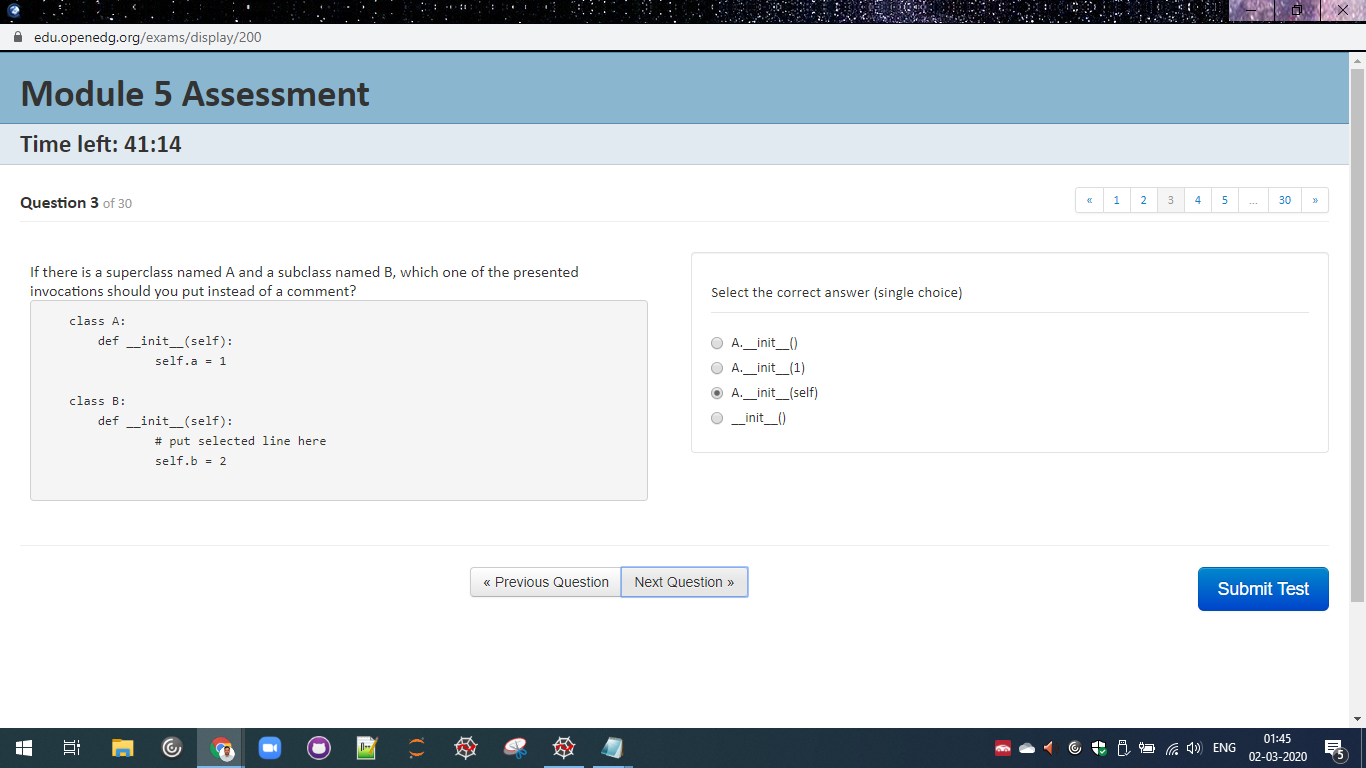 edu.openedg.org/exams/display/200
Module 5 Assessment
Time left: 41:14
Question 3 of 30
« 1 2 3 4 5 ... 30 »
If there is a superclass named A and a subclass named B, which one of the presented
invocations should you put instead of a comment?
class A:
def __init__(self):
self.a = 1
class B:
def __init__(self):
# put selected line here
self.b = 2
Select the correct answer (single choice)
A.__init__()
A.__init__(1)
A.__init__(self)
__init__()
« Previous Question
Next Question »
Submit Test
ENG
01:45
02-03-2020
5